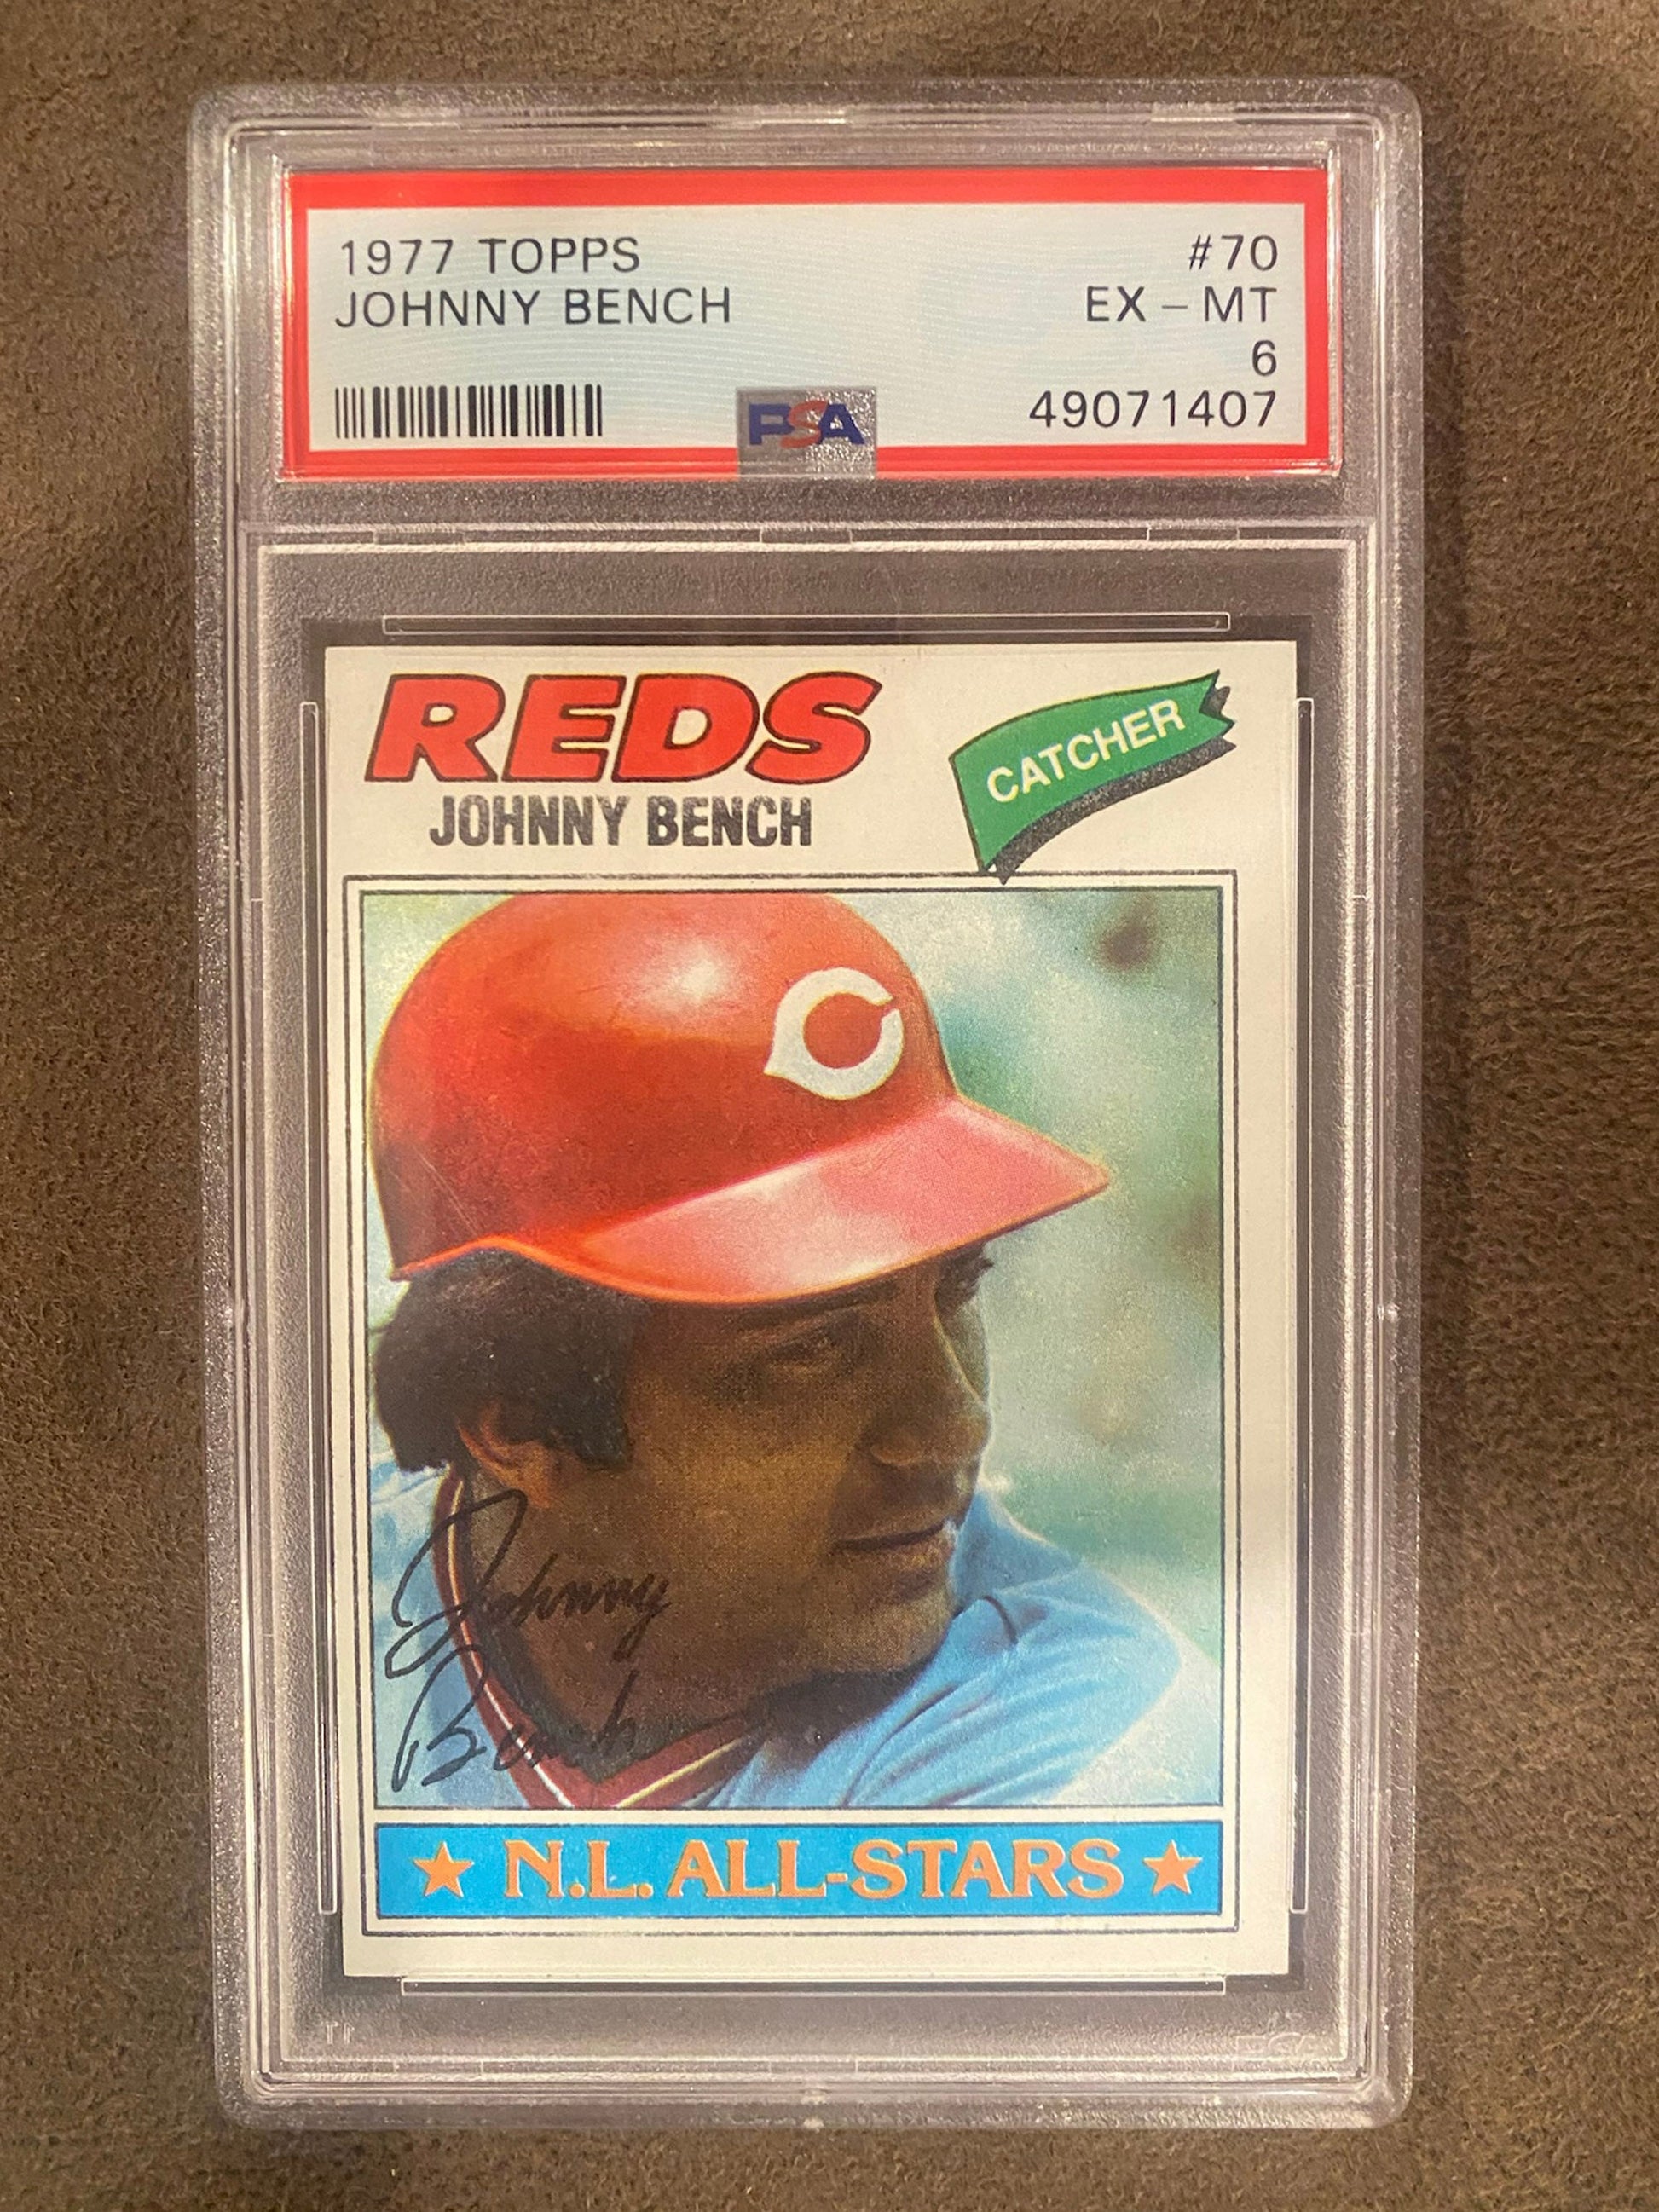 1977 TOPPS #70
JOHNNY BENCH EX - MT
6
49071407
PSA
REDS
JOHNNY BENCH
CATCHER
C
Johnny
Bench
★ N.L. ALL-STARS ★